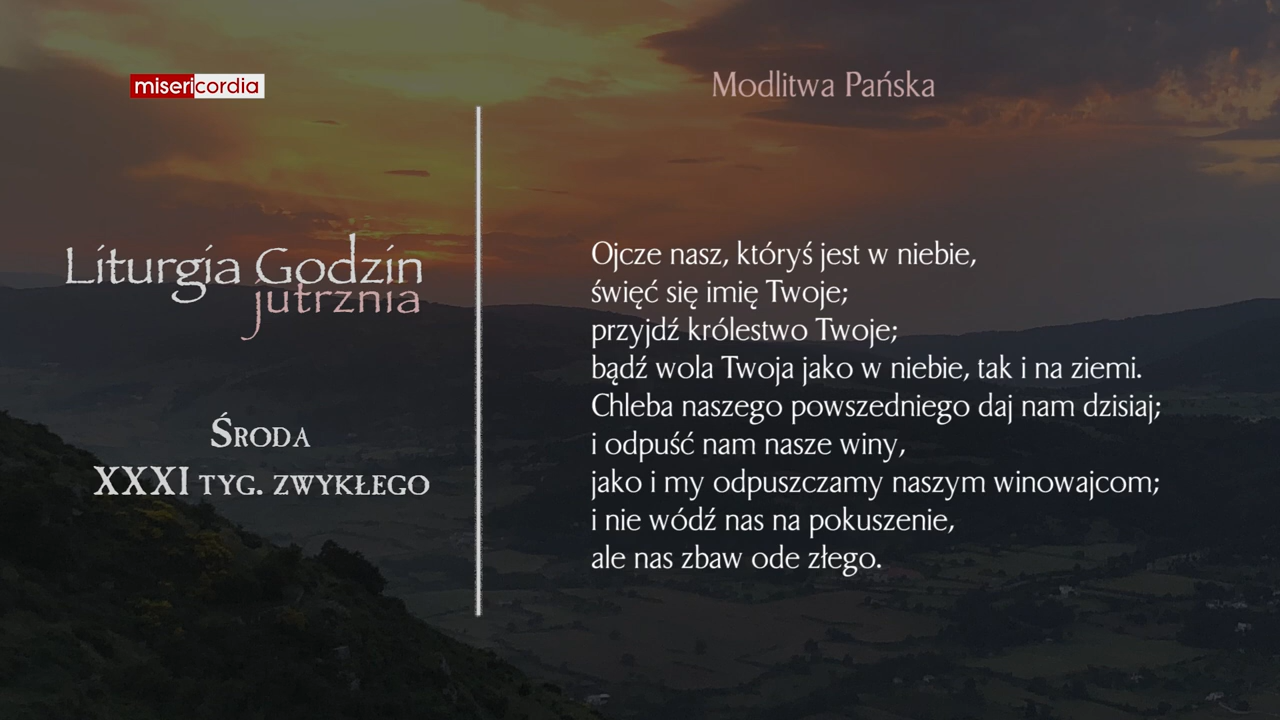 misericordia
Liturgia Godzin
jutrznia
Środa
XXXI tyg. zwykłego
Modlitwa Pańska
Ojcze nasz, któryś jest w niebie,
święć się imię Twoje;
przyjdź królestwo Twoje;
bądź wola Twoja jako w niebie, tak i na ziemi.
Chleba naszego powszedniego daj nam dzisiaj;
i odpuść nam nasze winy,
jako i my odpuszczamy naszym winowajcom;
i nie wódź nas na pokuszenie,
ale nas zbaw ode złego.